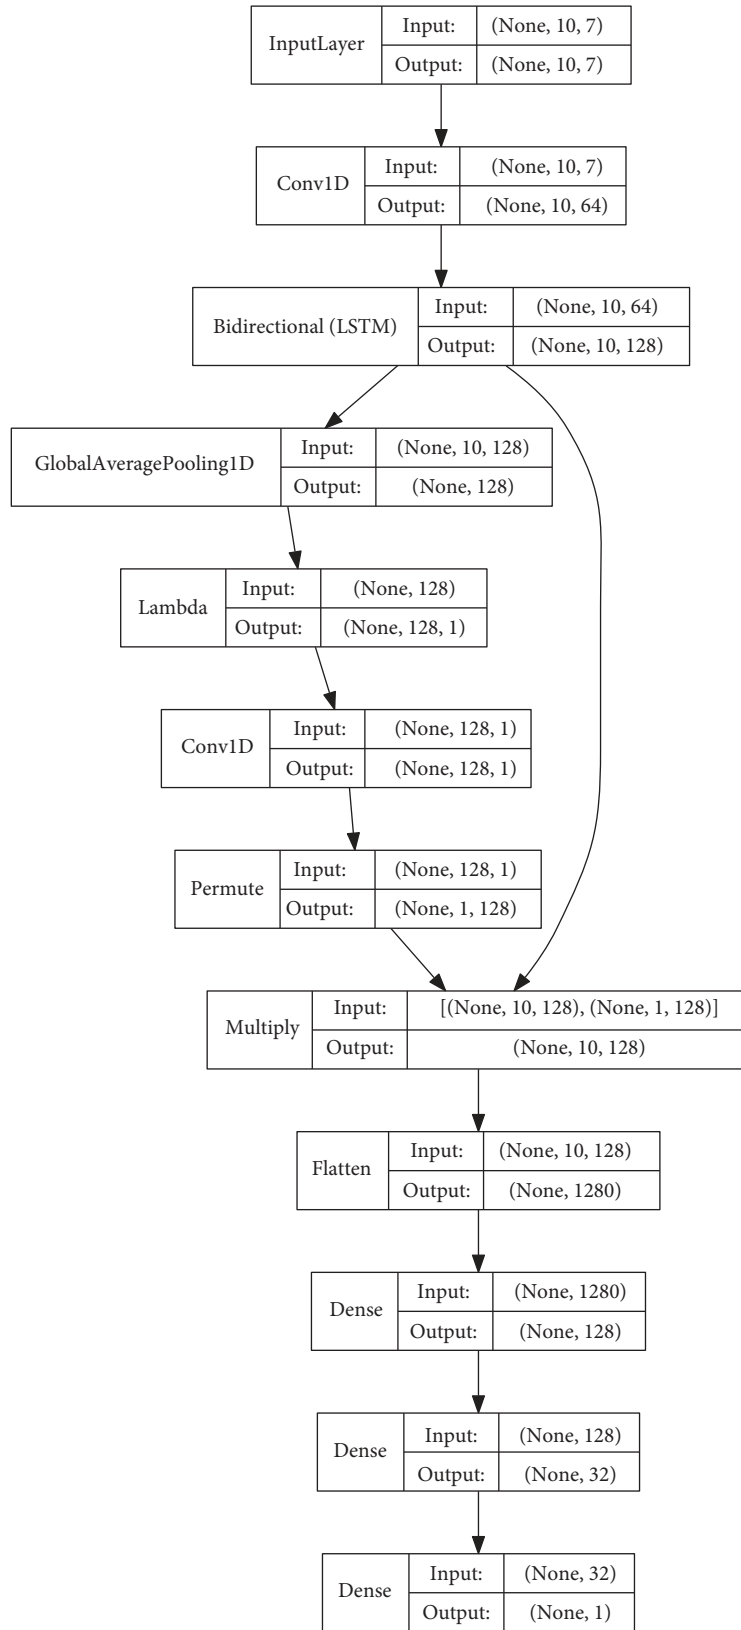 InputLayer
Input: (None, 10, 7)
Output: (None, 10, 7)
Conv1D
Input: (None, 10, 7)
Output: (None, 10, 64)
Bidirectional (LSTM)
Input: (None, 10, 64)
Output: (None, 10, 128)
GlobalAveragePooling1D
Input: (None, 10, 128)
Output: (None, 128)
Lambda
Input: (None, 128)
Output: (None, 128, 1)
Conv1D
Input: (None, 128, 1)
Output: (None, 128, 1)
Permute
Input: (None, 128, 1)
Output: (None, 1, 128)
Multiply
Input: [(None, 10, 128), (None, 1, 128)]
Output: (None, 10, 128)
Flatten
Input: (None, 10, 128)
Output: (None, 1280)
Dense
Input: (None, 1280)
Output: (None, 128)
Dense
Input: (None, 128)
Output: (None, 32)
Dense
Input: (None, 32)
Output: (None, 1)